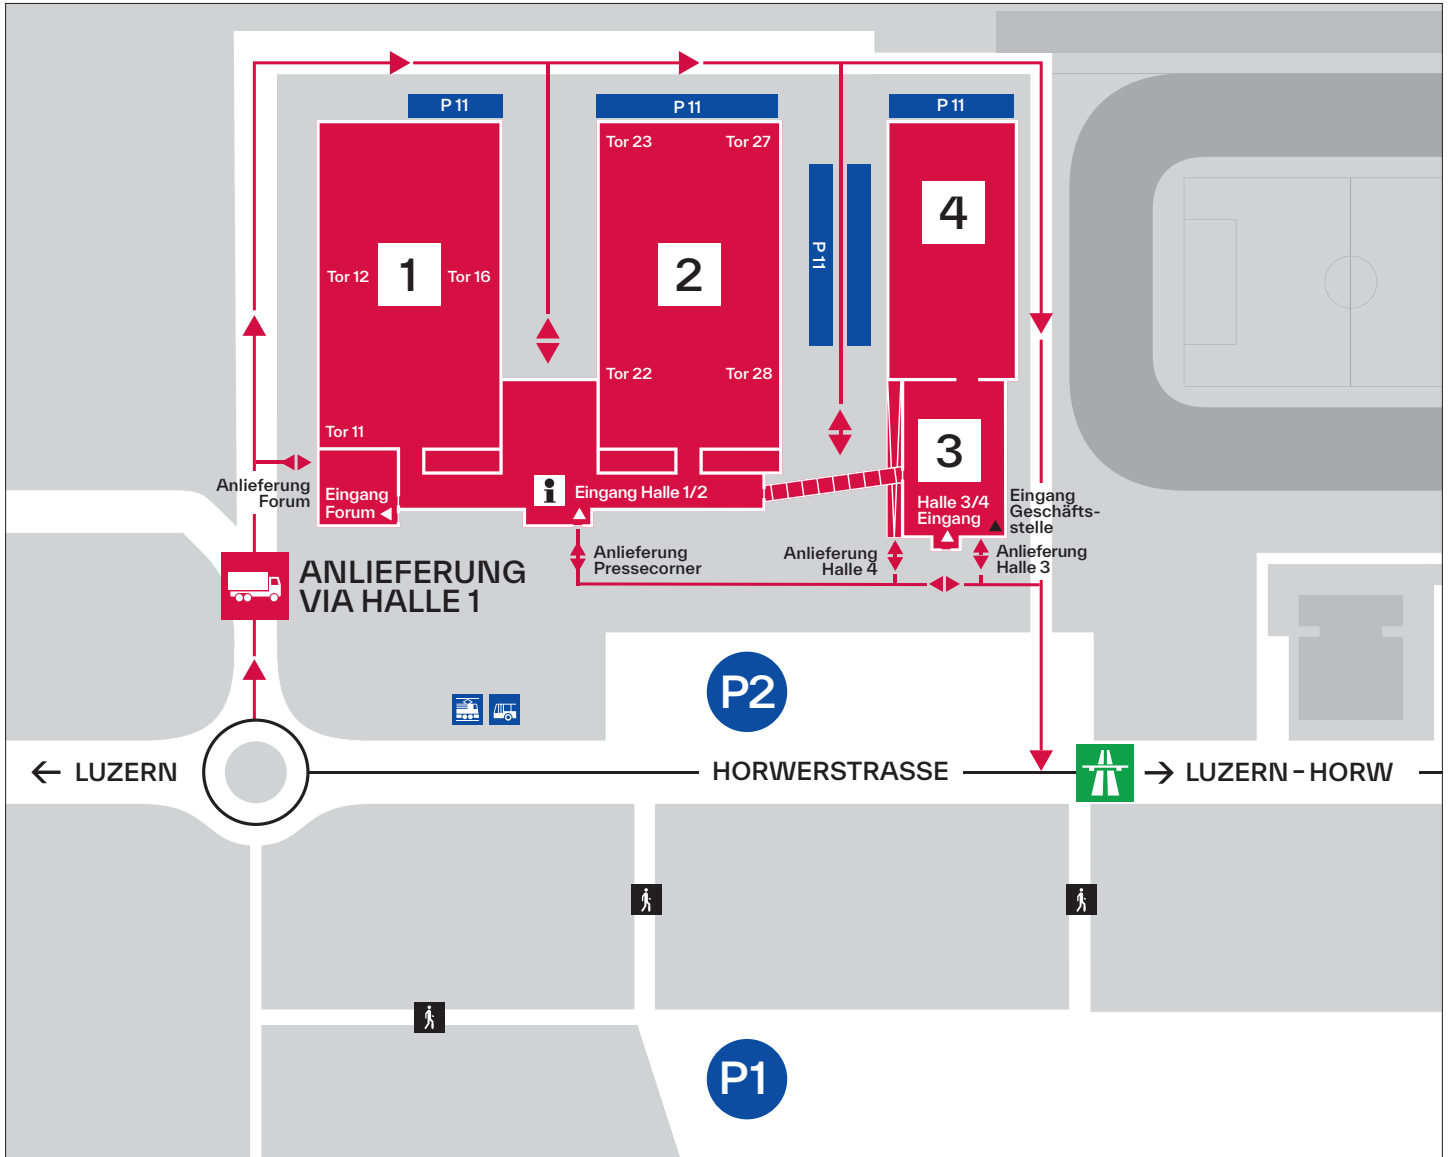 P 11
P 11
P 11
Tor 23
Tor 27
4
P 11
1
Tor 12
Tor 16
2
Tor 22
Tor 28
Tor 11
3
Anlieferung
Forum
Eingang
Forum
i
Eingang Halle 1/2
Halle 3/4
Eingang
Eingang
Geschäfts-
stelle
Anlieferung
Pressecorner
Anlieferung
Halle 4
Anlieferung
Halle 3
ANLIEFERUNG
VIA HALLE 1
P2
← LUZERN
HORWERSTRASSE
→ LUZERN – HORW
P1